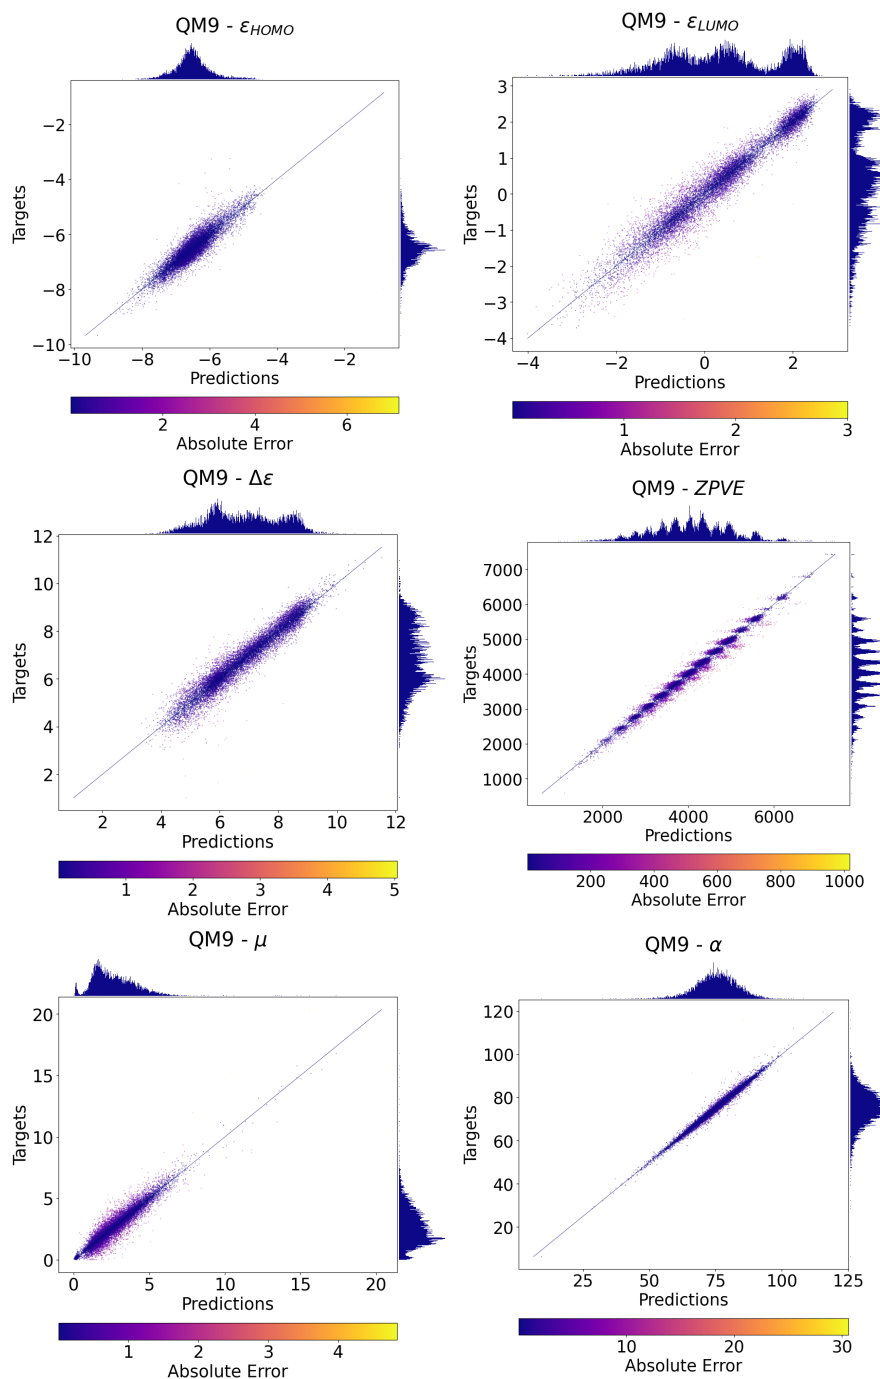 QM9 - εHOMO
−2
−4
−6
−8
−10
Targets
−10 −8 −6 −4 −2
Predictions
2 4 6
Absolute Error
QM9 - εLUMO
3
2
1
0
−1
−2
−3
−4
Targets
−4 −2 0 2
Predictions
1 2 3
Absolute Error
QM9 - Δε
12
10
8
6
4
2
Targets
2 4 6 8 10 12
Predictions
1 2 3 4 5
Absolute Error
QM9 - ZPVE
7000
6000
5000
4000
3000
2000
1000
Targets
2000 4000 6000
Predictions
200 400 600 800 1000
Absolute Error
QM9 - μ
20
15
10
5
0
Targets
0 5 10 15 20
Predictions
1 2 3 4
Absolute Error
QM9 - α
120
100
80
60
40
20
Targets
25 50 75 100 125
Predictions
10 20 30
Absolute Error